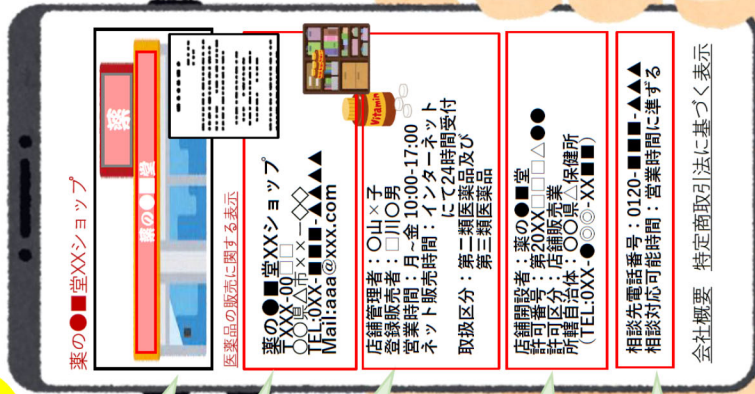 薬の●■堂XXショップ
薬
薬の●■堂
医薬品の販売に関する表示
薬の●■堂XXショップ
〒XXX-00□□
○○県△市××-◇◇
TEL:0XX-■■■-▲▲▲▲
Mail:aaa@xxx.com
Vitamin
店舗管理者：○山×子
登録販売者：□川○男
営業時間：月~金 10:00-17:00
ネット販売時間：インターネット
にて24時間受付
取扱区分：第二類医薬品及び
第三類医薬品
店舗開設者：薬の●■堂
許可番号：第20XX□□□△●●
許可区分：店舗販売業
所轄自治体：○○県△保健所
（TEL:0XX-●◎◎-XX■■）
相談先電話番号：0120-■■■-▲▲▲
相談対応可能時間：営業時間に準ずる
会社概要　特定商取引法に基づく表示